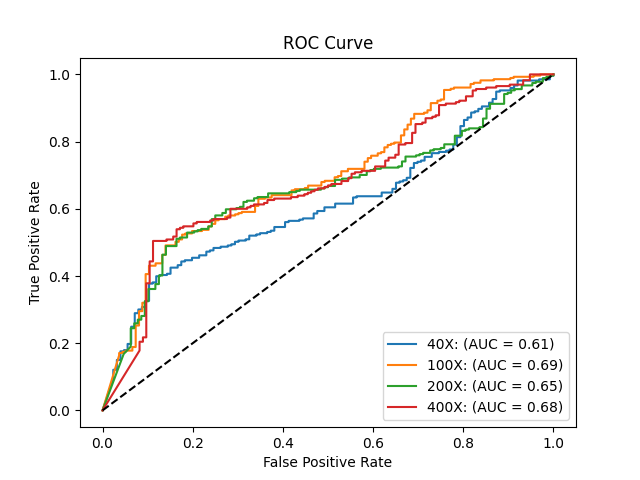 ROC Curve
True Positive Rate
1.0
0.8
0.6
0.4
0.2
0.0
40X: (AUC = 0.61)
100X: (AUC = 0.69)
200X: (AUC = 0.65)
400X: (AUC = 0.68)
0.0 0.2 0.4 0.6 0.8 1.0
False Positive Rate